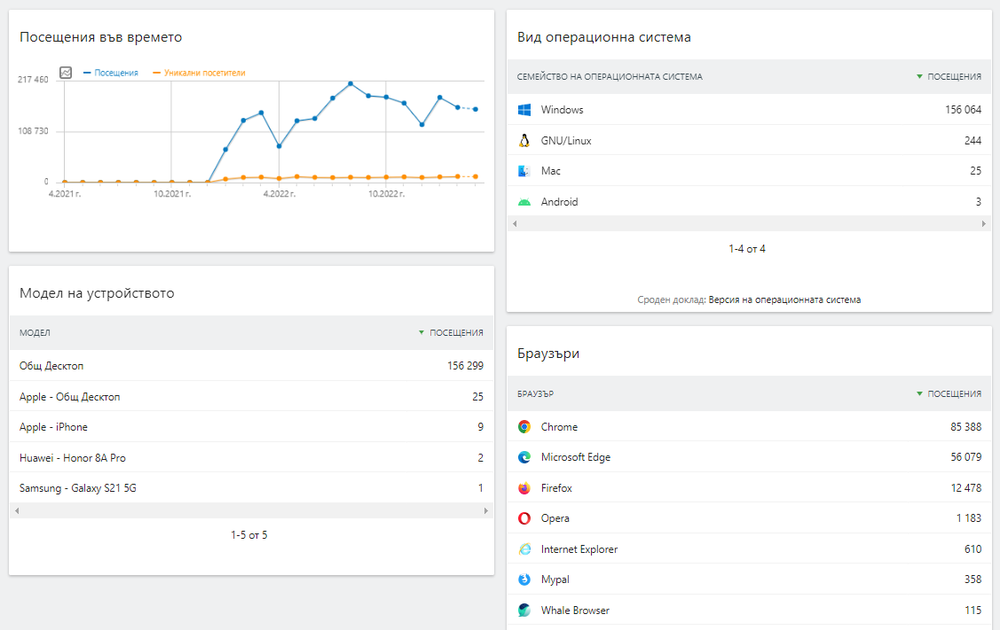 Посещения във времето
Посещения Уникални посетители
217 460
108 730
0
4.2021 г. 10.2021 г. 4.2022 г. 10.2022 г.
Модел на устройството
МОДЕЛ ПОСЕЩЕНИЯ
Общ Десктоп 156 299
Apple - Общ Десктоп 25
Apple - iPhone 9
Huawei - Honor 8A Pro 2
Samsung - Galaxy S21 5G 1
1-5 от 5
Вид операционна система
СЕМЕЙСТВО НА ОПЕРАЦИОННАТА СИСТЕМА ПОСЕЩЕНИЯ
Windows 156 064
GNU/Linux 244
Mac 25
Android 3
1-4 от 4
Сроден доклад: Версия на операционната система
Браузъри
БРАУЗЪР ПОСЕЩЕНИЯ
Chrome 85 388
Microsoft Edge 56 079
Firefox 12 478
Opera 1 183
Internet Explorer 610
Mypal 358
Whale Browser 115